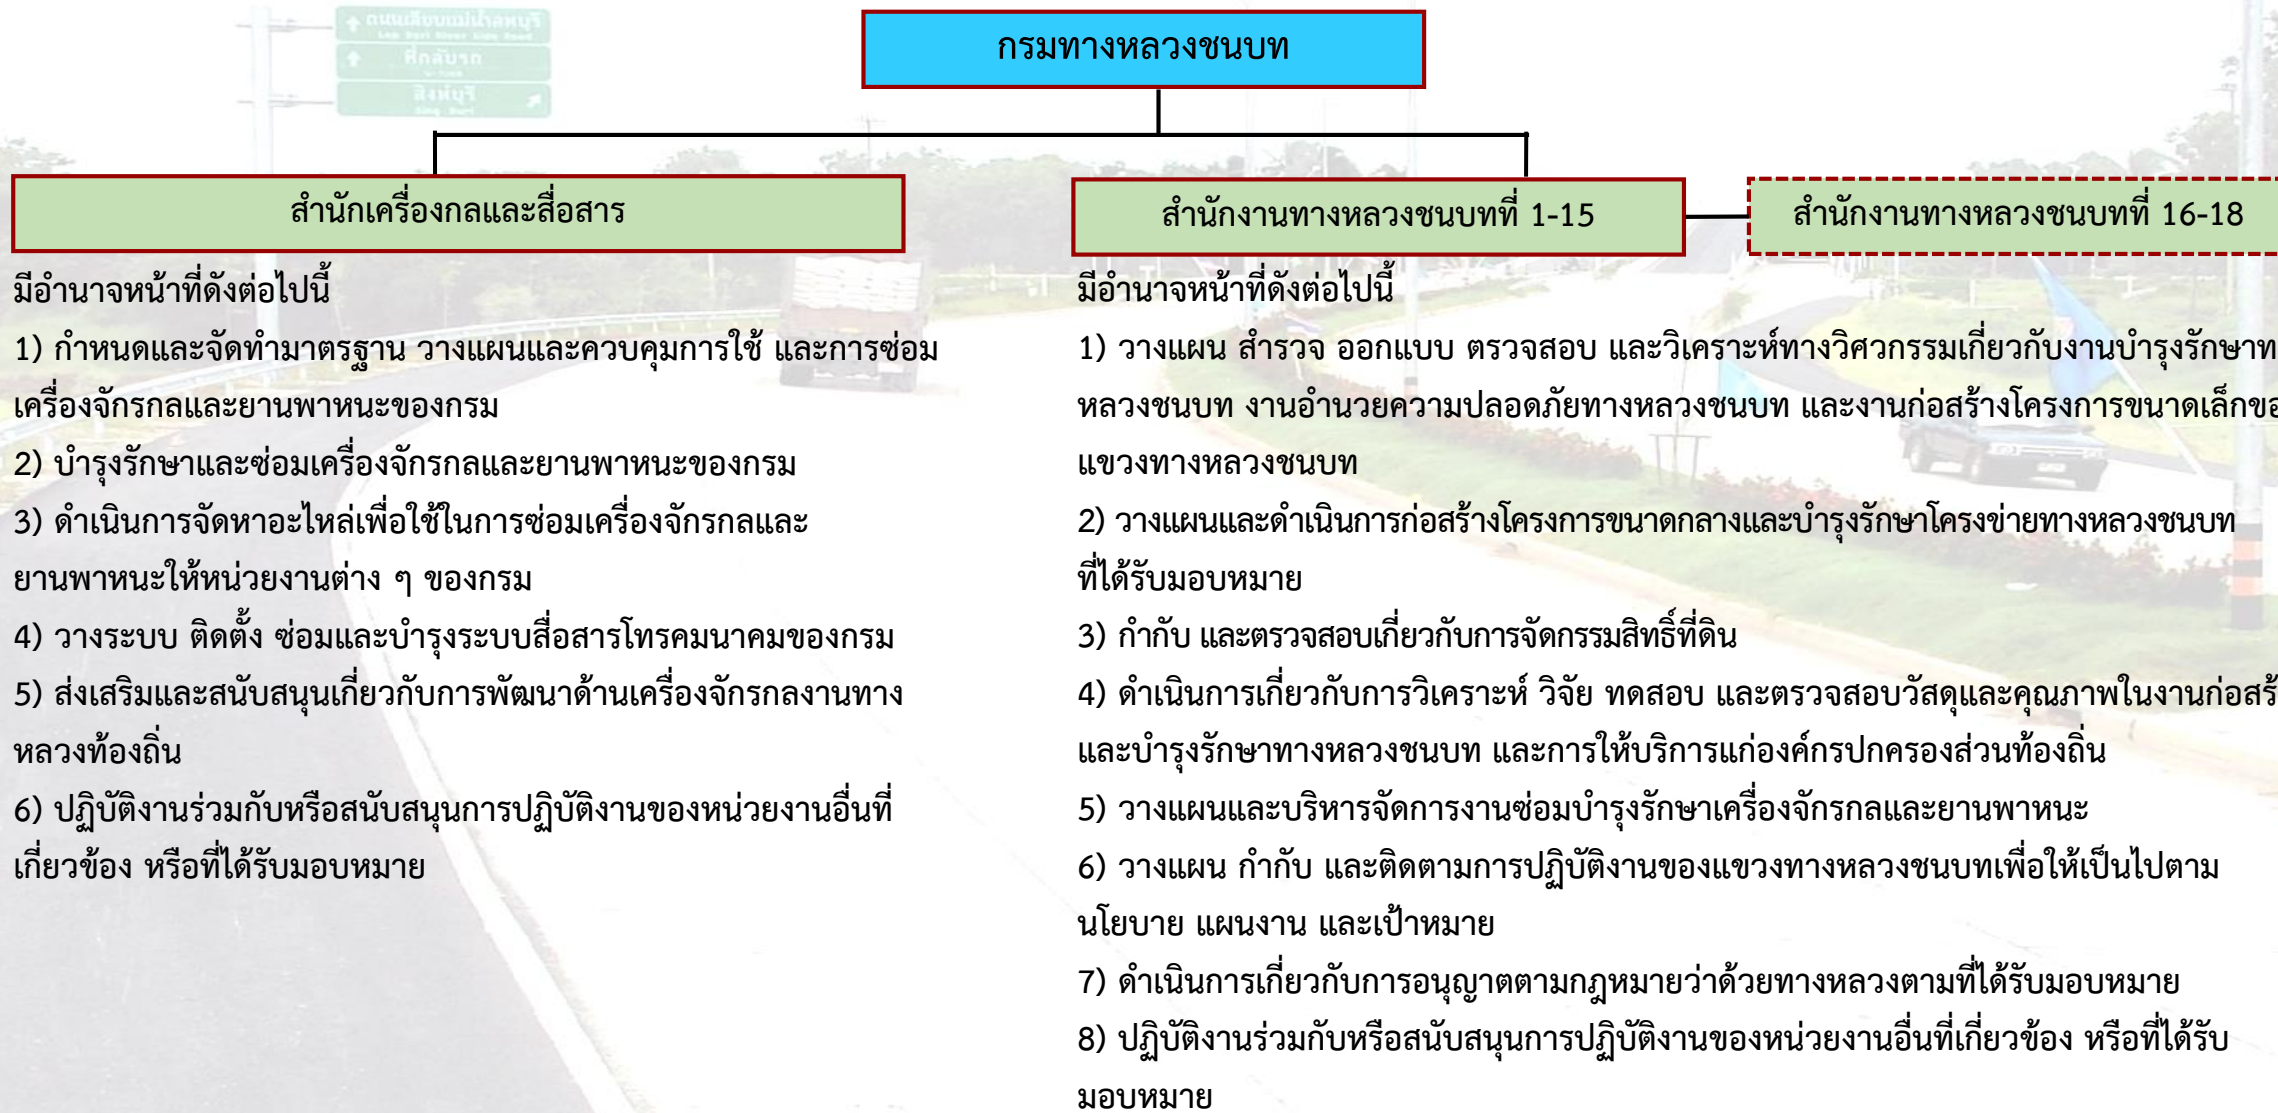 ถนนเลียบแม่น้ำลพบุรี
Lop Buri River Side Road
ที่กลับรถ
U-TURN
สิงห์บุรี
Sing Buri
กรมทางหลวงชนบท
สำนักเครื่องกลและสื่อสาร
มีอำนาจหน้าที่ดังต่อไปนี้
1) กำหนดและจัดทำมาตรฐาน วางแผนและควบคุมการใช้ และการซ่อม
เครื่องจักรกลและยานพาหนะของกรม
2) บำรุงรักษาและซ่อมเครื่องจักรกลและยานพาหนะของกรม
3) ดำเนินการจัดหาอะไหล่เพื่อใช้ในการซ่อมเครื่องจักรกลและ
ยานพาหนะให้หน่วยงานต่าง ๆ ของกรม
4) วางระบบ ติดตั้ง ซ่อมและบำรุงระบบสื่อสารโทรคมนาคมของกรม
5) ส่งเสริมและสนับสนุนเกี่ยวกับการพัฒนาด้านเครื่องจักรกลงานทาง
หลวงท้องถิ่น
6) ปฏิบัติงานร่วมกับหรือสนับสนุนการปฏิบัติงานของหน่วยงานอื่นที่
เกี่ยวข้อง หรือที่ได้รับมอบหมาย
สำนักงานทางหลวงชนบทที่ 1-15
สำนักงานทางหลวงชนบทที่ 16-18
มีอำนาจหน้าที่ดังต่อไปนี้
1) วางแผน สำรวจ ออกแบบ ตรวจสอบ และวิเคราะห์ทางวิศวกรรมเกี่ยวกับงานบำรุงรักษาท
หลวงชนบท งานอำนวยความปลอดภัยทางหลวงชนบท และงานก่อสร้างโครงการขนาดเล็กขอ
แขวงทางหลวงชนบท
2) วางแผนและดำเนินการก่อสร้างโครงการขนาดกลางและบำรุงรักษาโครงข่ายทางหลวงชนบท
ที่ได้รับมอบหมาย
3) กำกับ และตรวจสอบเกี่ยวกับการจัดกรรมสิทธิ์ที่ดิน
4) ดำเนินการเกี่ยวกับการวิเคราะห์ วิจัย ทดสอบ และตรวจสอบวัสดุและคุณภาพในงานก่อสร้
และบำรุงรักษาทางหลวงชนบท และการให้บริการแก่องค์กรปกครองส่วนท้องถิ่น
5) วางแผนและบริหารจัดการงานซ่อมบำรุงรักษาเครื่องจักรกลและยานพาหนะ
6) วางแผน กำกับ และติดตามการปฏิบัติงานของแขวงทางหลวงชนบทเพื่อให้เป็นไปตาม
นโยบาย แผนงาน และเป้าหมาย
7) ดำเนินการเกี่ยวกับการอนุญาตตามกฎหมายว่าด้วยทางหลวงตามที่ได้รับมอบหมาย
8) ปฏิบัติงานร่วมกับหรือสนับสนุนการปฏิบัติงานของหน่วยงานอื่นที่เกี่ยวข้อง หรือที่ได้รับ
มอบหมาย